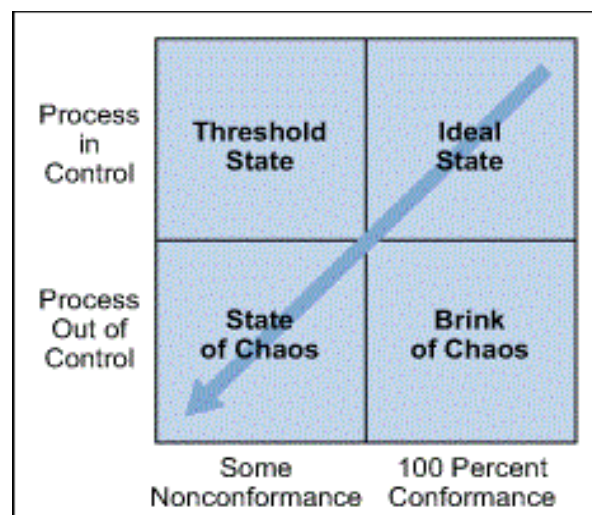 Process
in
Control
Threshold
State
Ideal
State
Process
Out of
Control
State
of Chaos
Brink
of Chaos
Some
Nonconformance
100 Percent
Conformance